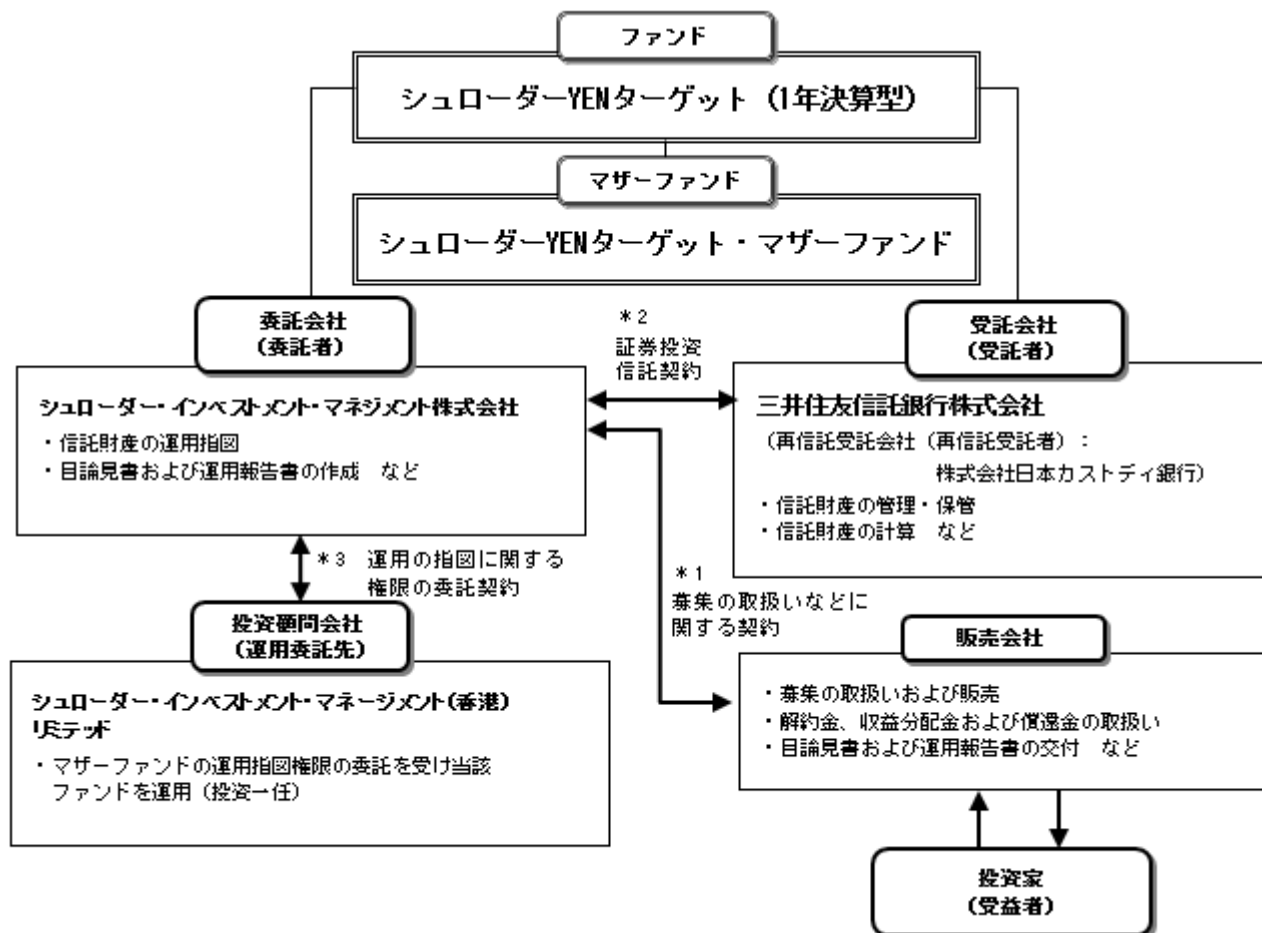 ファンド
シュローダーYENターゲット（1年決算型）
マザーファンド
シュローダーYENターゲット・マザーファンド
委託会社
（委託者）
シュローダー・インベストメント・マネジメント株式会社
・信託財産の運用指図
・目論見書および運用報告書の作成　など
＊2
証券投資
信託契約
受託会社
（受託者）
三井住友信託銀行株式会社
（再信託受託会社（再信託受託者）：
株式会社日本カストディ銀行）
・信託財産の管理・保管
・信託財産の計算　など
＊3　運用の指図に関する
権限の委託契約
＊1
募集の取扱いなどに
関する契約
投資顧問会社
（運用委託先）
シュローダー・インベストメント・マネージメント（香港）
リミテッド
・マザーファンドの運用指図権限の委託を受け当該
ファンドを運用（投資一任）
販売会社
・募集の取扱いおよび販売
・解約金、収益分配金および償還金の取扱い
・目論見書および運用報告書の交付　など
投資家
（受益者）